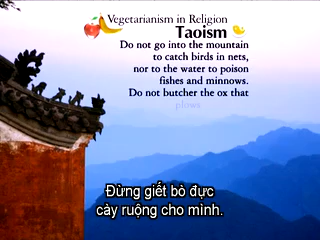 Vegetarianism in Religion
Taoism
Do not go into the mountain
to catch birds in nets,
nor to the water to poison
fishes and minnows.
Do not butcher the ox that
plows
Đừng giết bò đực
cày ruộng cho mình.